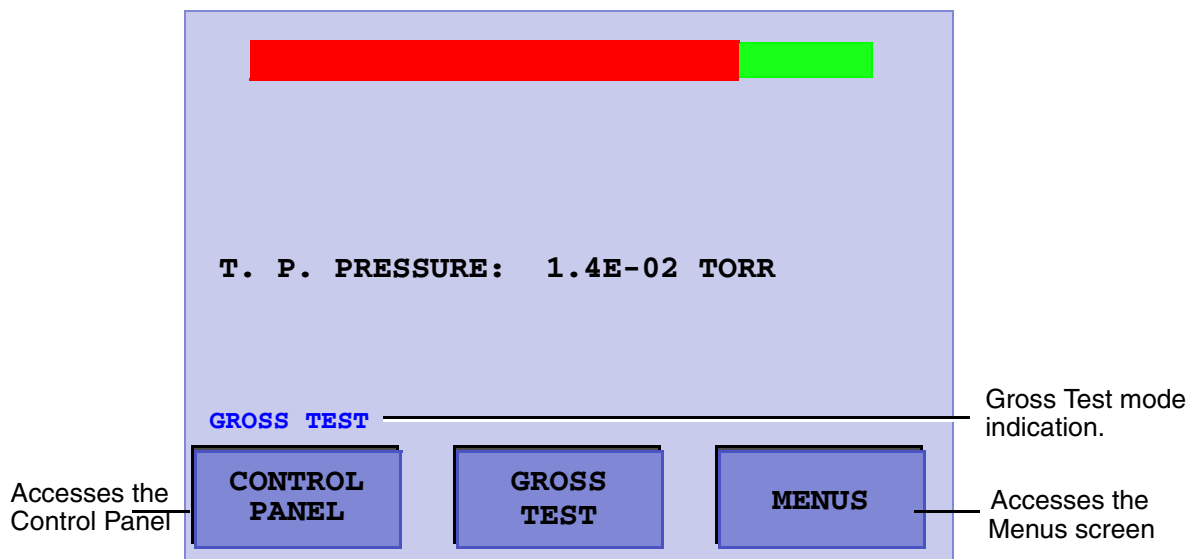 T. P. PRESSURE: 1.4E-02 TORR
GROSS TEST
Gross Test mode
indication.
Accesses the
Control Panel
CONTROL
PANEL
GROSS
TEST
MENUS
Accesses the
Menus screen